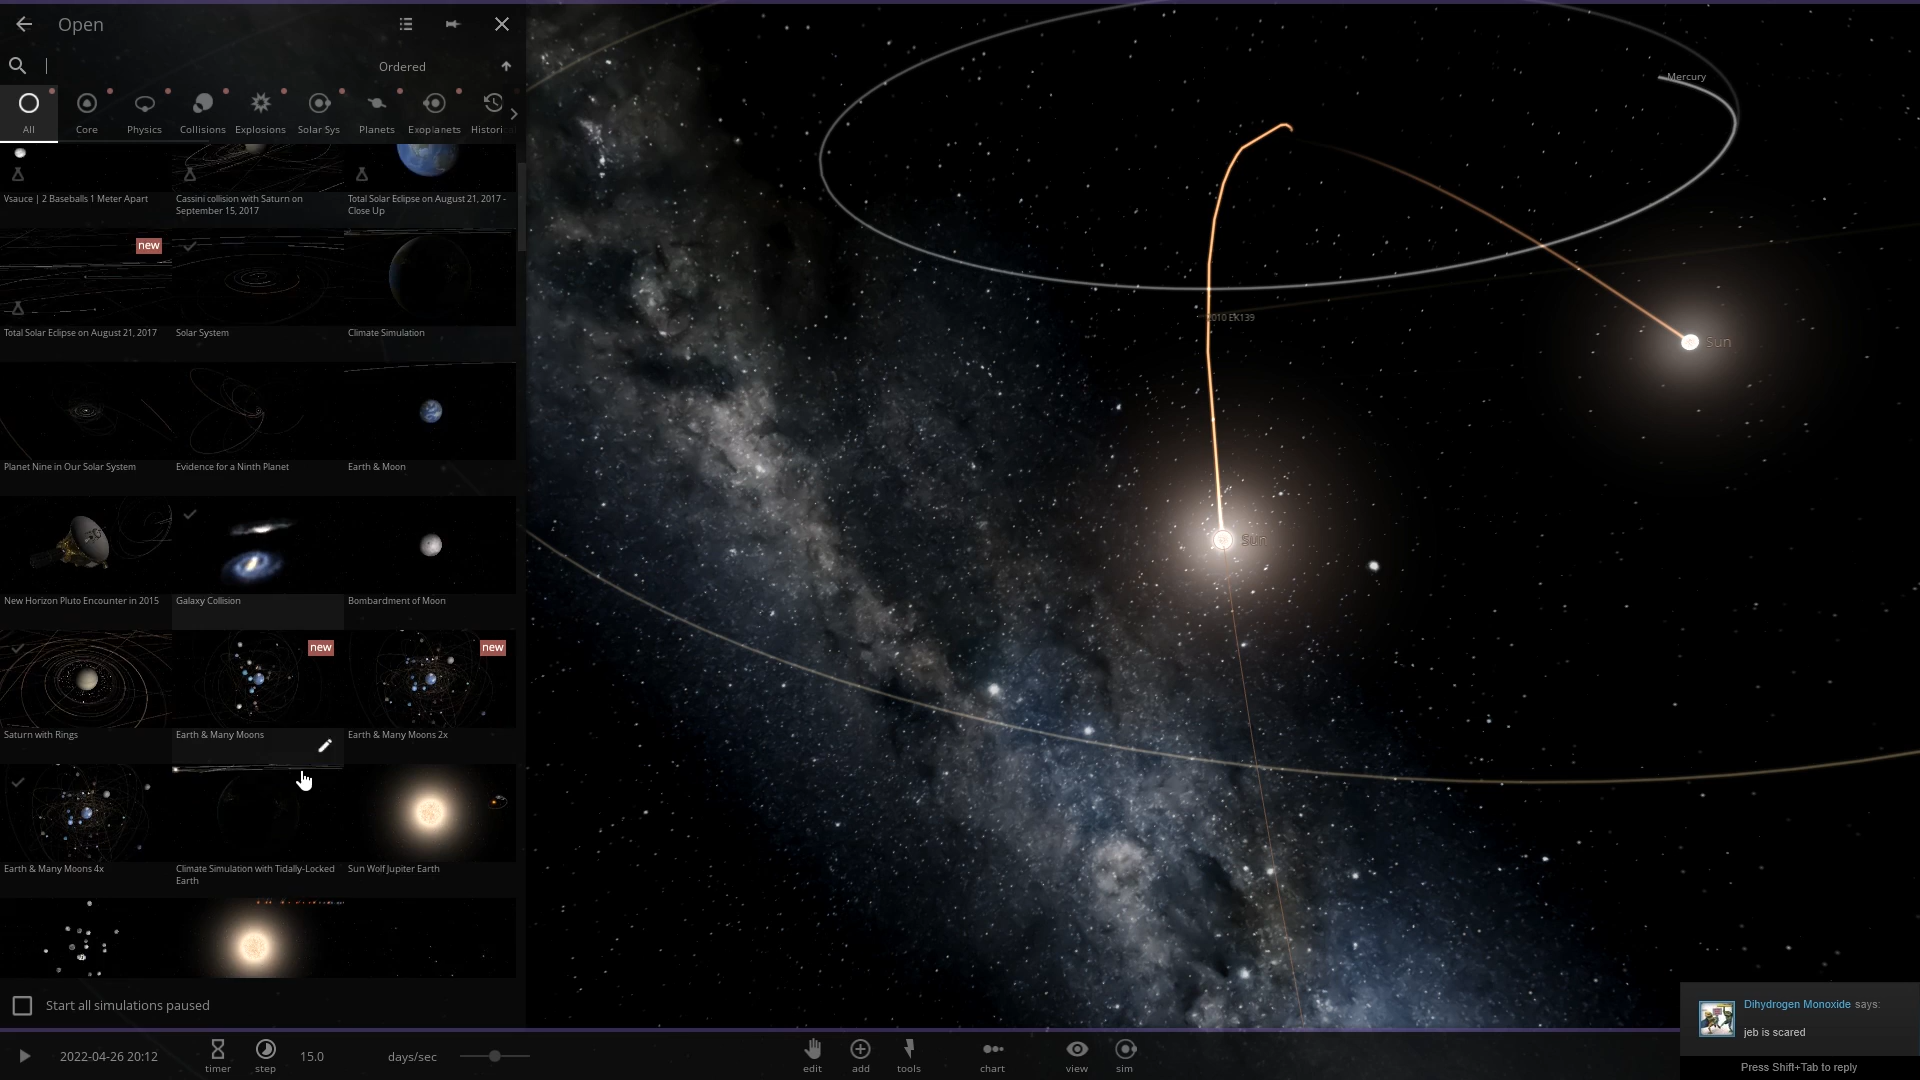 Open
Ordered
All
Core
Physics
Collisions
Explosions
Solar Sys
Planets
Exoplanets
Vsauce | 2 Baseballs 1 Meter Apart
Cassini collision with Saturn on
September 15, 2017
Total Solar Eclipse on August 21, 2017 -
Close Up
new
Total Solar Eclipse on August 21, 2017
Solar System
Climate Simulation
Planet Nine in Our Solar System
Evidence for a Ninth Planet
Earth & Moon
New Horizon Pluto Encounter in 2015
Galaxy Collision
Bombardment of Moon
new
new
Saturn with Rings
Earth & Many Moons
Earth & Many Moons 2x
Earth & Many Moons 4x
Climate Simulation with Tidally-Locked
Earth
Sun Wolf Jupiter Earth
Start all simulations paused
Mercury
2010 EK139
Sun
Sun
2022-04-26 20:12
timer
step
15.0
days/sec
edit
add
tools
chart
view
sim
Dihydrogen Monoxide says:
jeb is scared
Press Shift+Tab to reply